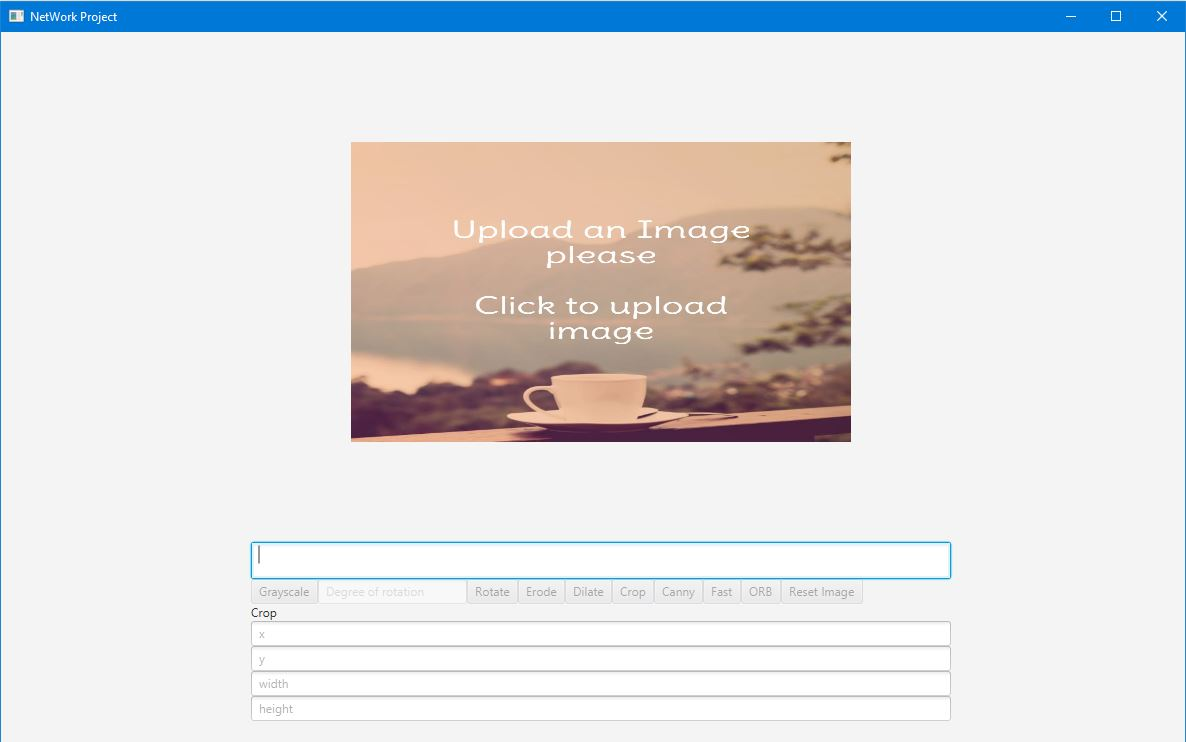 NetWork Project
Upload an Image
please
Click to upload
image
Grayscale Degree of rotation Rotate Erode Dilate Crop Canny Fast ORB Reset Image
Crop
x
y
width
height